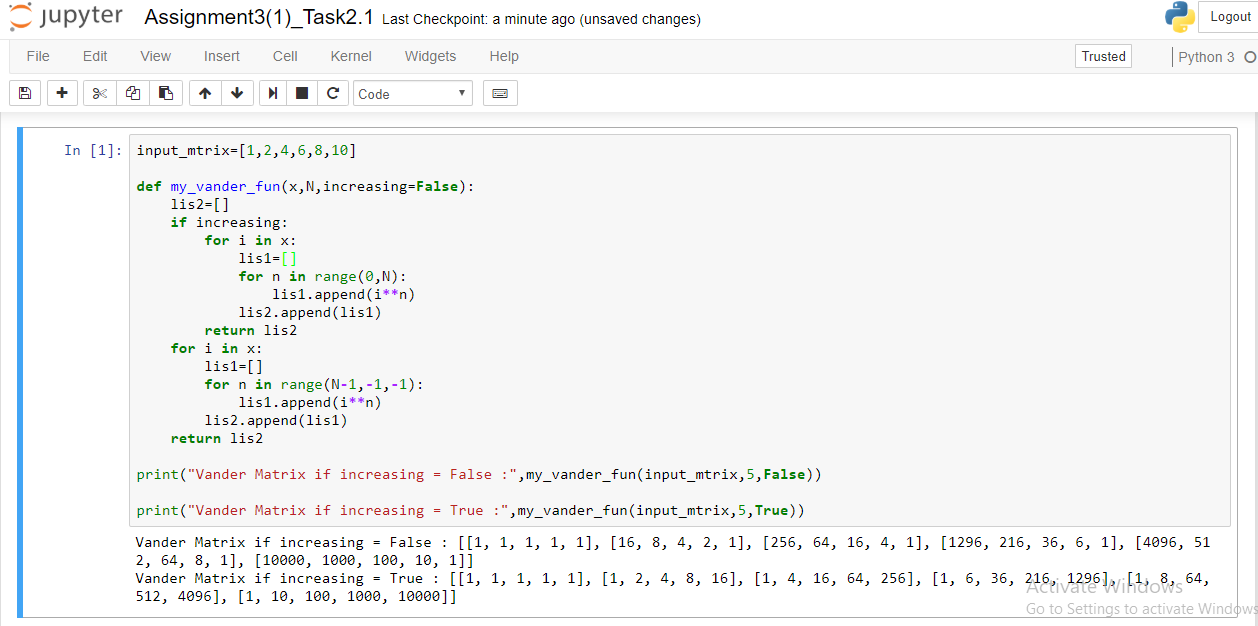 jupyter Assignment3(1)_Task2.1 Last Checkpoint: a minute ago (unsaved changes) Logout
File Edit View Insert Cell Kernel Widgets Help Trusted Python 3
Code
In [1]: input_mtrix=[1,2,4,6,8,10]
def my_vander_fun(x,N,increasing=False):
    lis2=[]
    if increasing:
        for i in x:
            lis1=[]
            for n in range(0,N):
                lis1.append(i**n)
            lis2.append(lis1)
        return lis2
    for i in x:
        lis1=[]
        for n in range(N-1,-1,-1):
            lis1.append(i**n)
        lis2.append(lis1)
    return lis2
print("Vander Matrix if increasing = False :",my_vander_fun(input_mtrix,5,False))
print("Vander Matrix if increasing = True :",my_vander_fun(input_mtrix,5,True))
Vander Matrix if increasing = False : [[1, 1, 1, 1, 1], [16, 8, 4, 2, 1], [256, 64, 16, 4, 1], [1296, 216, 36, 6, 1], [4096, 51
2, 64, 8, 1], [10000, 1000, 100, 10, 1]]
Vander Matrix if increasing = True : [[1, 1, 1, 1, 1], [1, 2, 4, 8, 16], [1, 4, 16, 64, 256], [1, 6, 36, 216, 1296], [1, 8, 64,
512, 4096], [1, 10, 100, 1000, 10000]]
Activate Windows
Go to Settings to activate Windows